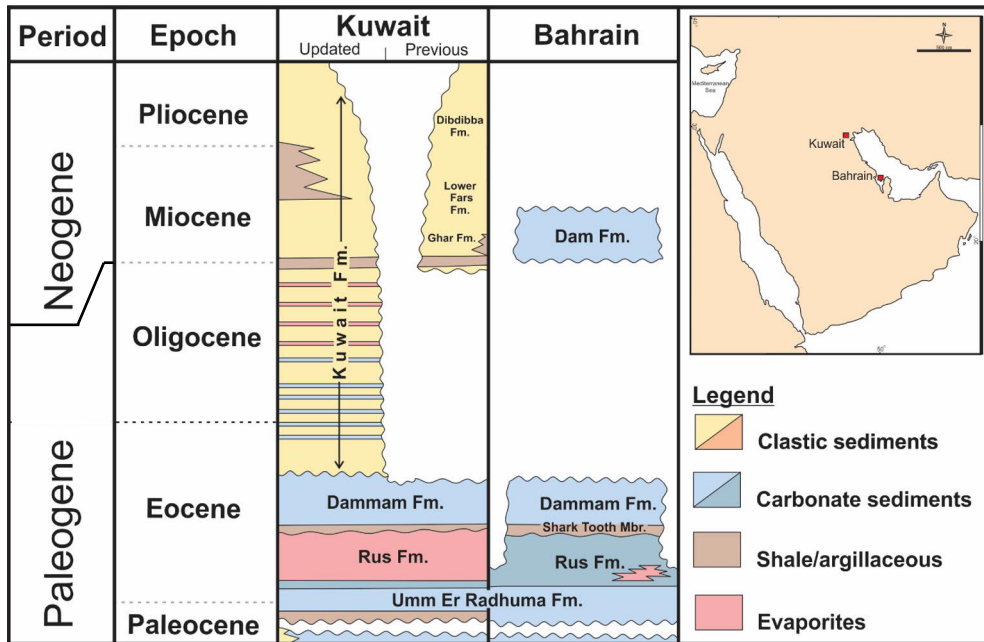 Period
Epoch
Kuwait
Updated
Previous
Bahrain
Neogene
Paleogene
Pliocene
Miocene
Oligocene
Eocene
Paleocene
Kuwait Fm.
Dibdibba
Fm.
Lower
Fars
Fm.
Ghar Fm.
Dam Fm.
Dammam Fm.
Dammam Fm.
Shark Tooth Mbr.
Rus Fm.
Rus Fm.
Umm Er Radhuma Fm.
N
Mediterranean
Sea
Kuwait
Bahrain
Legend
Clastic sediments
Carbonate sediments
Shale/argillaceous
Evaporites